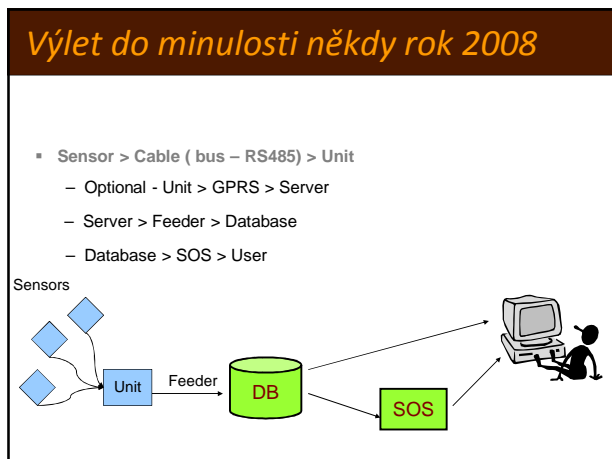 Výlet do minulosti někdy rok 2008
▪ Sensor > Cable ( bus – RS485) > Unit
– Optional - Unit > GPRS > Server
– Server > Feeder > Database
– Database > SOS > User
Sensors
Unit
Feeder
DB
SOS